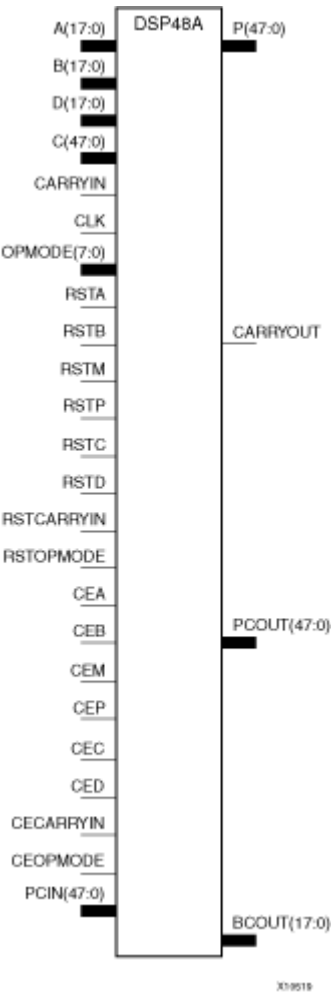 DSP48A
A(17:0)
B(17:0)
D(17:0)
C(47:0)
CARRYIN
CLK
OPMODE(7:0)
RSTA
RSTB
RSTM
RSTP
RSTC
RSTD
RSTCARRYIN
RSTOPMODE
CEA
CEB
CEM
CEP
CEC
CED
CECARRYIN
CEOPMODE
PCIN(47:0)
P(47:0)
CARRYOUT
PCOUT(47:0)
BCOUT(17:0)
X10519